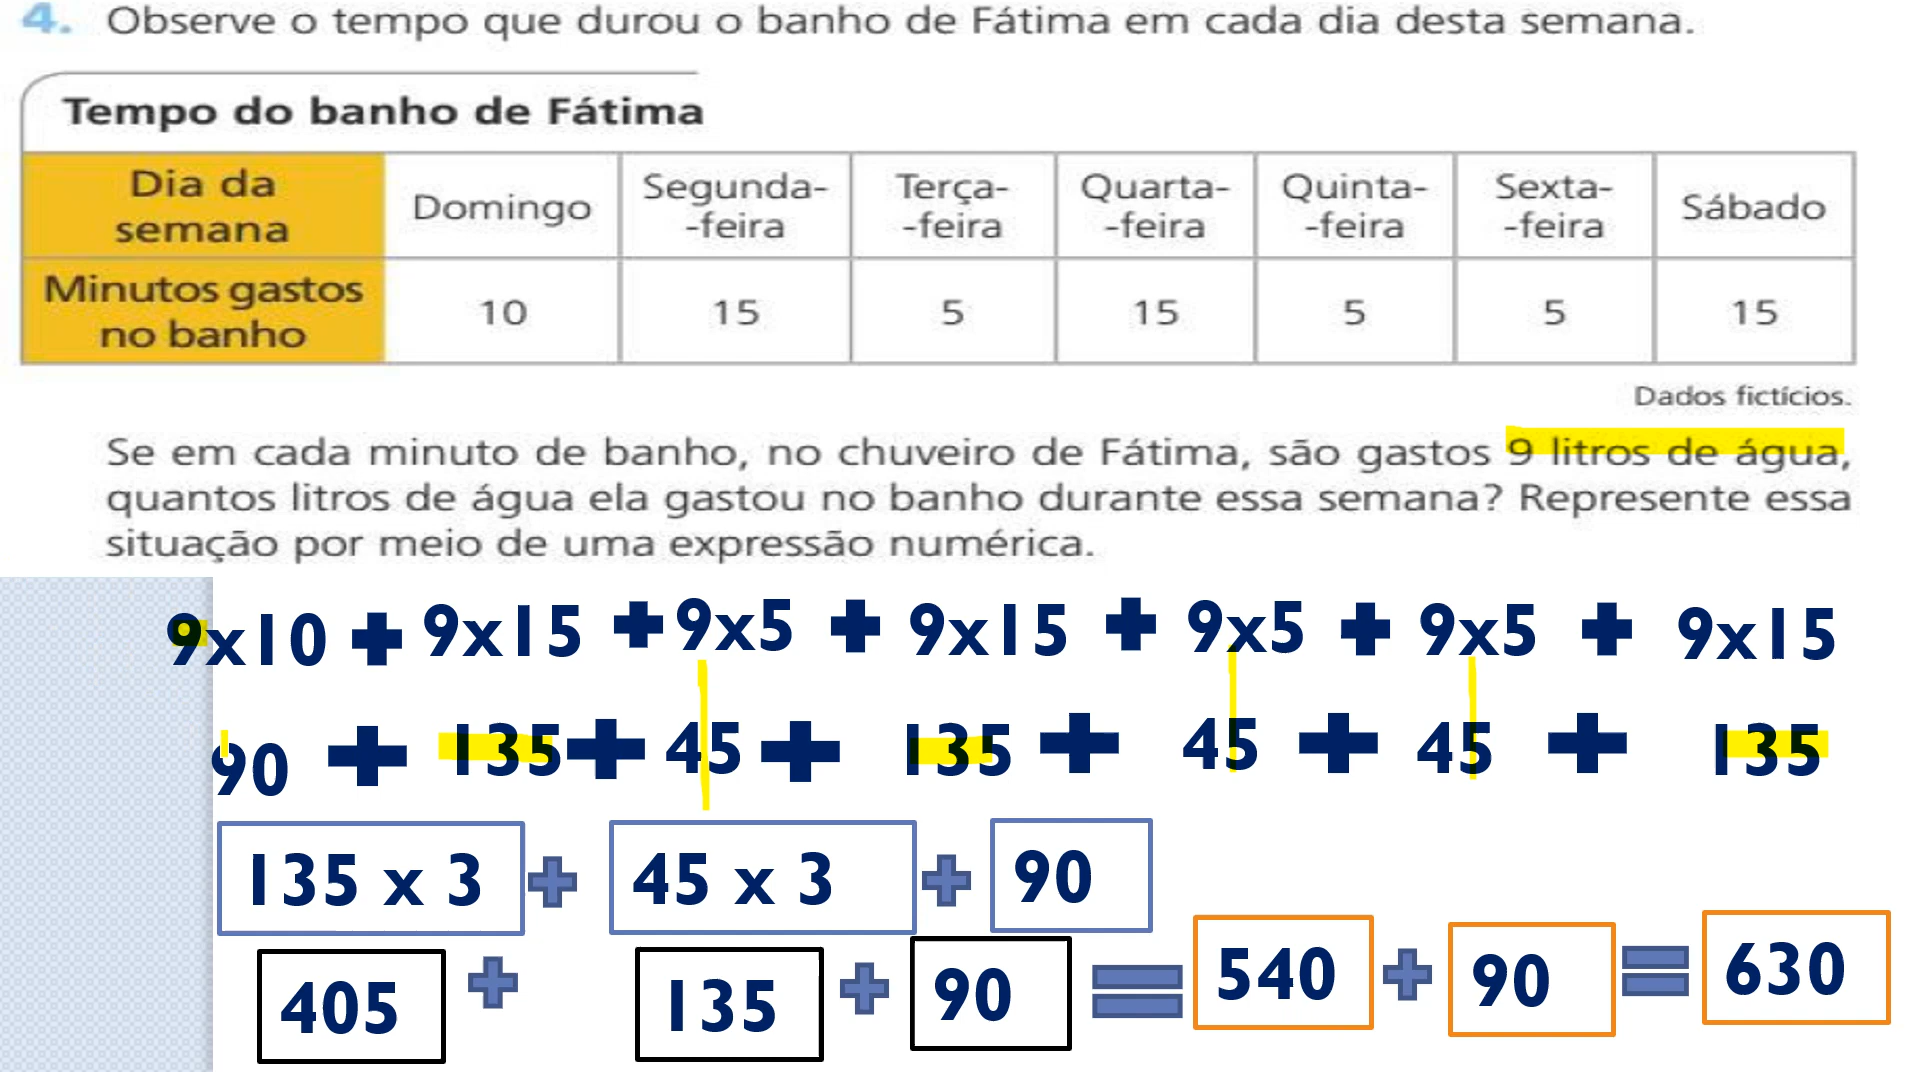 4. Observe o tempo que durou o banho de Fátima em cada dia desta semana.
Tempo do banho de Fátima
Dia da semana Domingo Segunda--feira Terça--feira Quarta--feira Quinta--feira Sexta--feira Sábado
Minutos gastos no banho 10 15 5 15 5 5 15
Dados fictícios.
Se em cada minuto de banho, no chuveiro de Fátima, são gastos 9 litros de água,
quantos litros de água ela gastou no banho durante essa semana? Represente essa
situação por meio de uma expressão numérica.
9x10 + 9x15 + 9x5 + 9x15 + 9x5 + 9x5 + 9x15
90 + 135 + 45 + 135 + 45 + 45 + 135
135 x 3 + 45 x 3 + 90
405 + 135 + 90 = 540 + 90 = 630